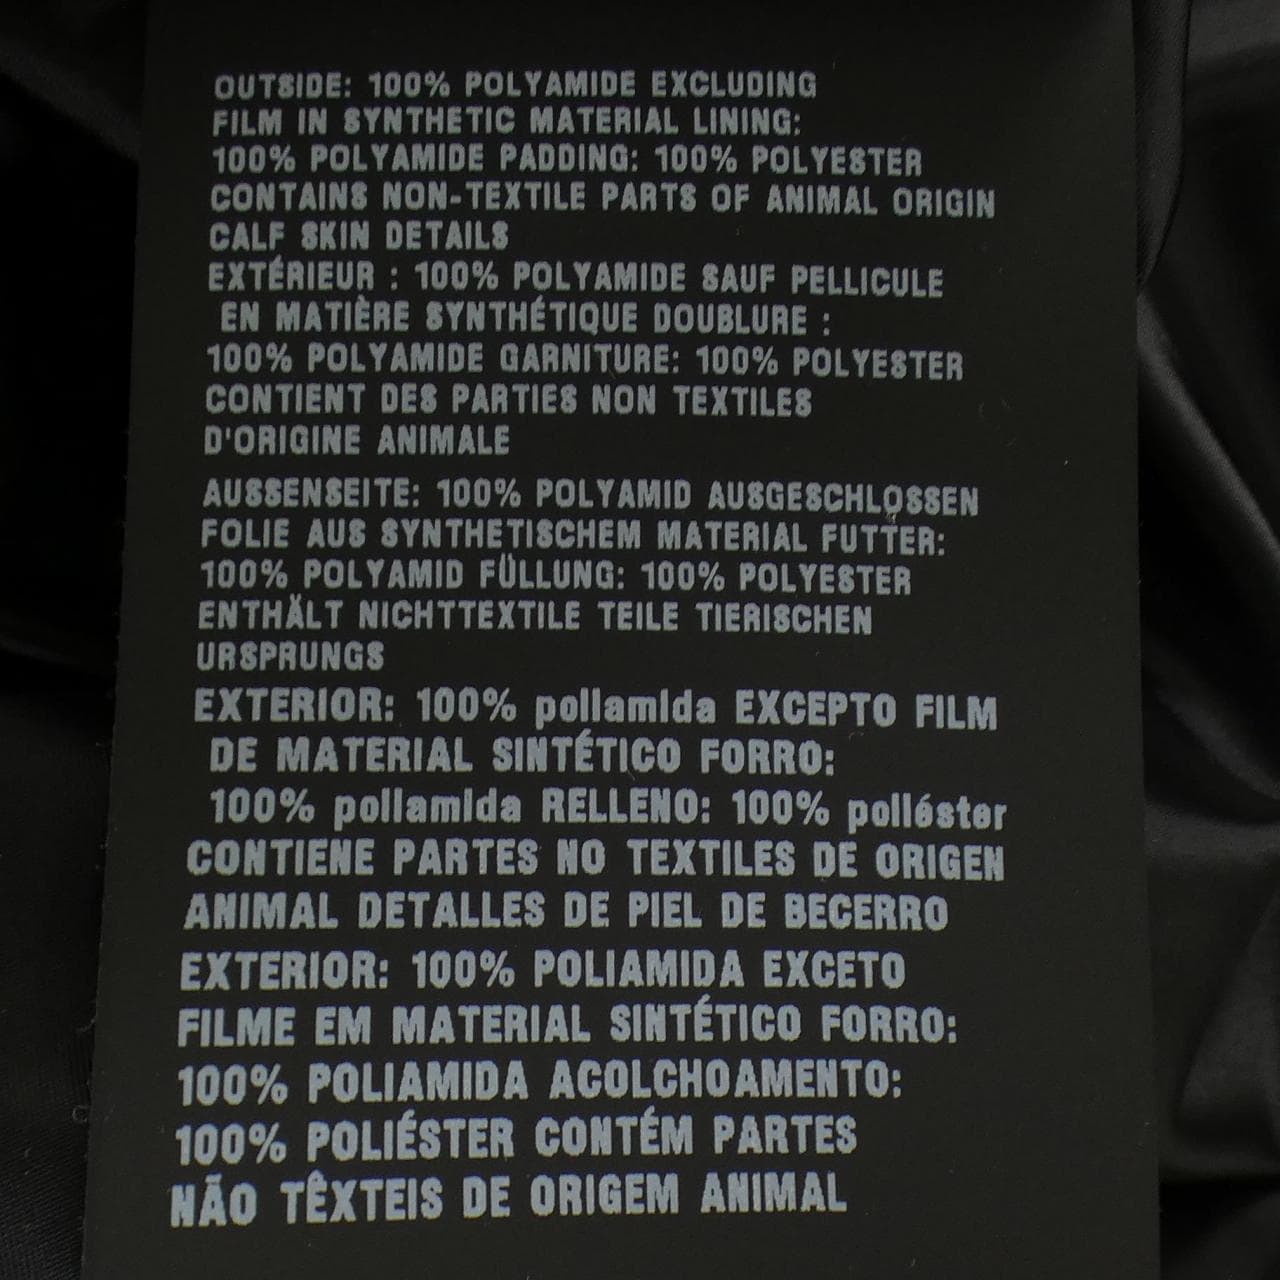 OUTSIDE: 100% POLYAMIDE EXCLUDING
FILM IN SYNTHETIC MATERIAL LINING:
100% POLYAMIDE PADDING: 100% POLYESTER
CONTAINS NON-TEXTILE PARTS OF ANIMAL ORIGIN
CALF SKIN DETAILS
EXTÉRIEUR : 100% POLYAMIDE SAUF PELLICULE
EN MATIÈRE SYNTHÉTIQUE DOUBLURE :
100% POLYAMIDE GARNITURE: 100% POLYESTER
CONTIENT DES PARTIES NON TEXTILES
D'ORIGINE ANIMALE
AUSSENSEITE: 100% POLYAMID AUSGESCHLOSSEN
FOLIE AUS SYNTHETISCHEM MATERIAL FUTTER:
100% POLYAMID FÜLLUNG: 100% POLYESTER
ENTHÄLT NICHTTEXTILE TEILE TIERISCHEN
URSPRUNGS
EXTERIOR: 100% poliamida EXCEPTO FILM
DE MATERIAL SINTÉTICO FORRO:
100% poliamida RELLENO: 100% poliéster
CONTIENE PARTES NO TEXTILES DE ORIGEN
ANIMAL DETALLES DE PIEL DE BECERRO
EXTERIOR: 100% POLIAMIDA EXCETO
FILME EM MATERIAL SINTÉTICO FORRO:
100% POLIAMIDA ACOLCHOAMENTO:
100% POLIÉSTER CONTÉM PARTES
NÃO TÊXTEIS DE ORIGEM ANIMAL